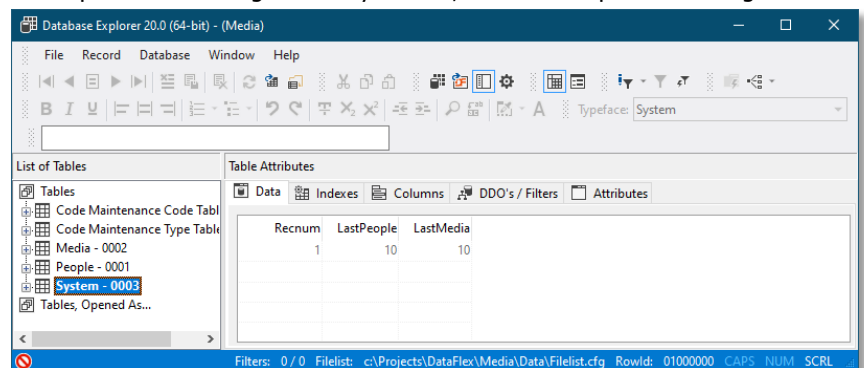 Database Explorer 20.0 (64-bit) - (Media)
File Record Database Window Help
B I U Typeface: System
List of Tables Table Attributes
Tables Data Indexes Columns DDO's / Filters Attributes
Code Maintenance Code Tabl
Code Maintenance Type Table
Media - 0002
People - 0001
System - 0003
Tables, Opened As...
Recnum LastPeople LastMedia
1 10 10
Filters: 0 / 0 Filelist: c:\Projects\DataFlex\Media\Data\Filelist.cfg RowId: 01000000 CAPS NUM SCRL